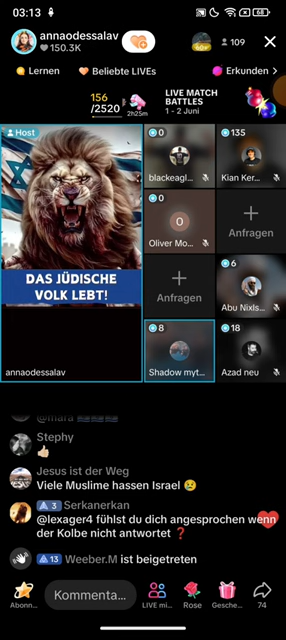 03:13
68
annaodessalav
150.3K
109
Lernen
Beliebte LIVEs
Erkunden
156
/2520
2h25m
LIVE MATCH
BATTLES
1 - 2 Juni
Host
DAS JÜDISCHE
VOLK LEBT!
annaodessalav
0
blackeagl...
135
Kian Ker...
0
O
Oliver Mo...
Anfragen
Anfragen
6
Abu Nixls...
8
Shadow myt...
18
Azad neu
Stephy
👍🏻
Jesus ist der Weg
Viele Muslime hassen Israel 😢
3 Serkanerkan
@lexager4 fühlst du dich angesprochen wenn
der Kolbe nicht antwortet ❓
13 Weeber.M ist beigetreten
Abonn...
Kommenta...
LIVE mi...
Rose
Gesche...
74